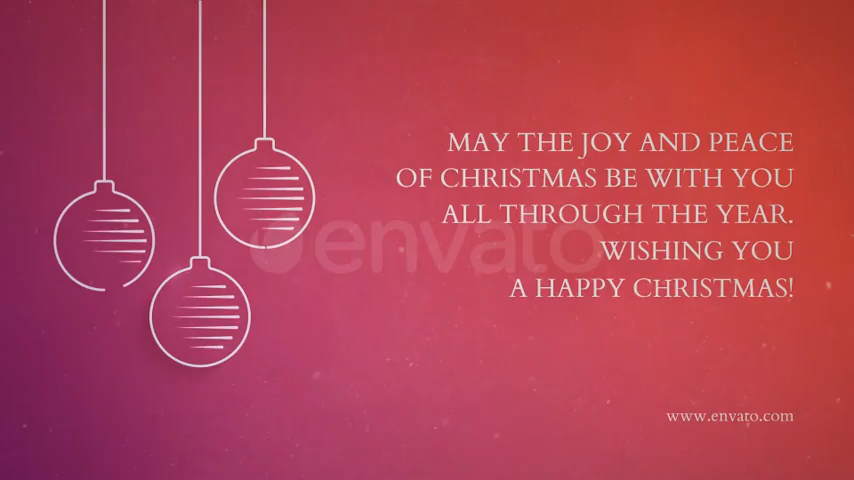 MAY THE JOY AND PEACE
OF CHRISTMAS BE WITH YOU
ALL THROUGH THE YEAR.
WISHING YOU
A HAPPY CHRISTMAS!
envato
www.envato.com